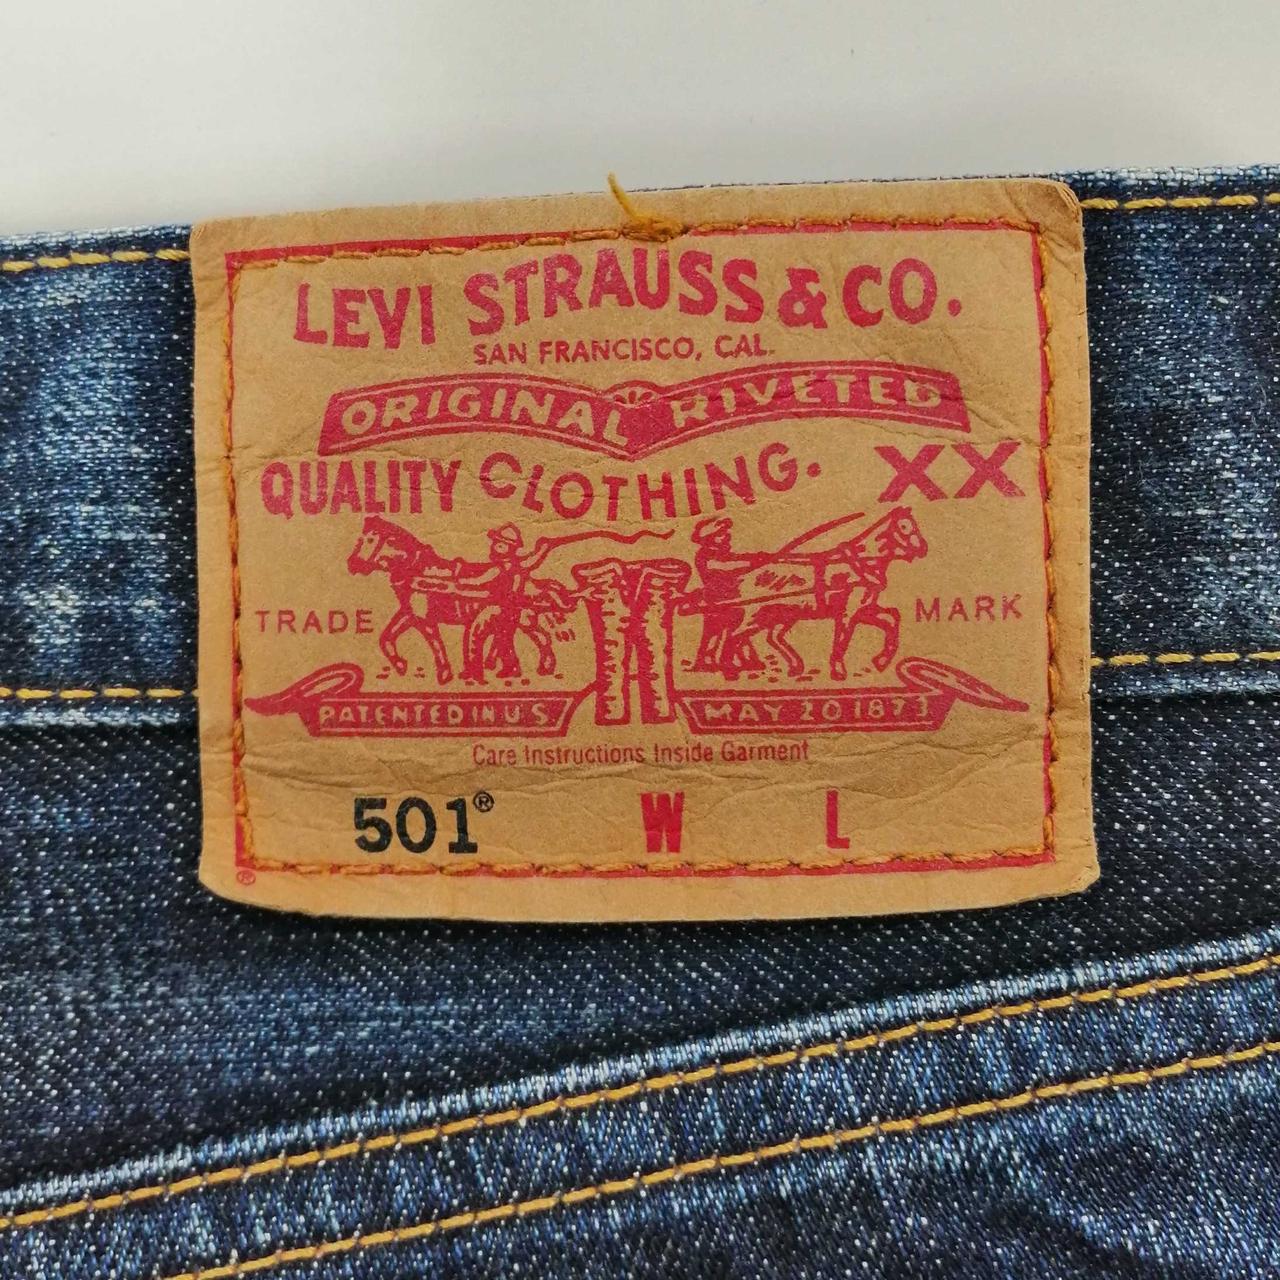 LEVI STRAUSS & CO.
SAN FRANCISCO, CAL.
ORIGINAL RIVETED
QUALITY CLOTHING. XX
TRADE MARK
PATENTED IN U.S. MAY 20 1873
Care Instructions Inside Garment
501® W L
®